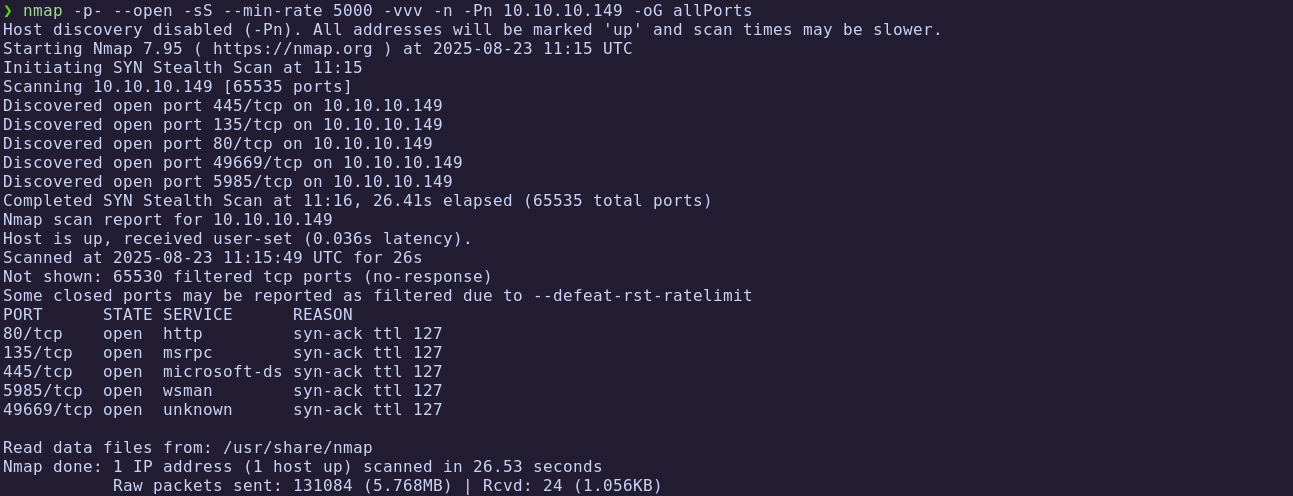 ❯ nmap -p- --open -sS --min-rate 5000 -vvv -n -Pn 10.10.10.149 -oG allPorts
Host discovery disabled (-Pn). All addresses will be marked 'up' and scan times may be slower.
Starting Nmap 7.95 ( https://nmap.org ) at 2025-08-23 11:15 UTC
Initiating SYN Stealth Scan at 11:15
Scanning 10.10.10.149 [65535 ports]
Discovered open port 445/tcp on 10.10.10.149
Discovered open port 135/tcp on 10.10.10.149
Discovered open port 80/tcp on 10.10.10.149
Discovered open port 49669/tcp on 10.10.10.149
Discovered open port 5985/tcp on 10.10.10.149
Completed SYN Stealth Scan at 11:16, 26.41s elapsed (65535 total ports)
Nmap scan report for 10.10.10.149
Host is up, received user-set (0.036s latency).
Scanned at 2025-08-23 11:15:49 UTC for 26s
Not shown: 65530 filtered tcp ports (no-response)
Some closed ports may be reported as filtered due to --defeat-rst-ratelimit
PORT      STATE SERVICE      REASON
80/tcp    open  http         syn-ack ttl 127
135/tcp   open  msrpc        syn-ack ttl 127
445/tcp   open  microsoft-ds syn-ack ttl 127
5985/tcp  open  wsman        syn-ack ttl 127
49669/tcp open  unknown      syn-ack ttl 127

Read data files from: /usr/share/nmap
Nmap done: 1 IP address (1 host up) scanned in 26.53 seconds
           Raw packets sent: 131084 (5.768MB) | Rcvd: 24 (1.056KB)